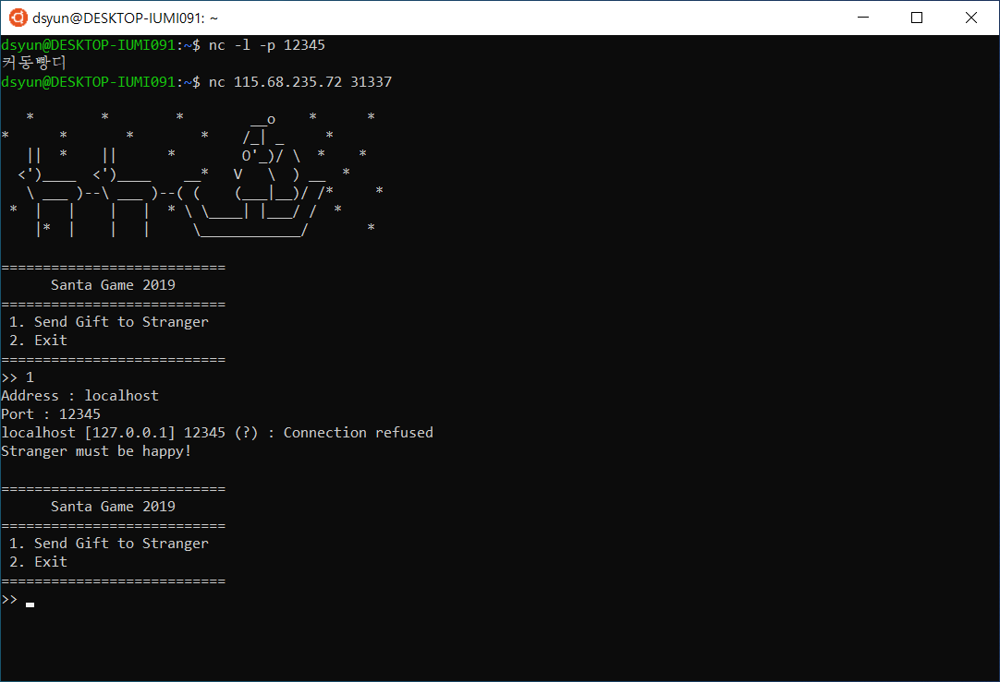 dsyun@DESKTOP-IUMI091: ~
dsyun@DESKTOP-IUMI091:~$ nc -l -p 12345
커동빵디
dsyun@DESKTOP-IUMI091:~$ nc 115.68.235.72 31337
   *        *        *        __o    *      *
*      *       *        *    /_| _     *
   ||  *    ||      *        O'_)/ \  *    *
  <')____  <')____    __*   V   \  ) __  *
   \ ___ )--\ ___ )--( (    (___|__)/ /*     *
 *  |   |    |   |  * \ \____| |___/ /  *
    |*  |    |   |     \____________/       *
===========================
      Santa Game 2019
===========================
 1. Send Gift to Stranger
 2. Exit
===========================
>> 1
Address : localhost
Port : 12345
localhost [127.0.0.1] 12345 (?) : Connection refused
Stranger must be happy!
===========================
      Santa Game 2019
===========================
 1. Send Gift to Stranger
 2. Exit
===========================
>>